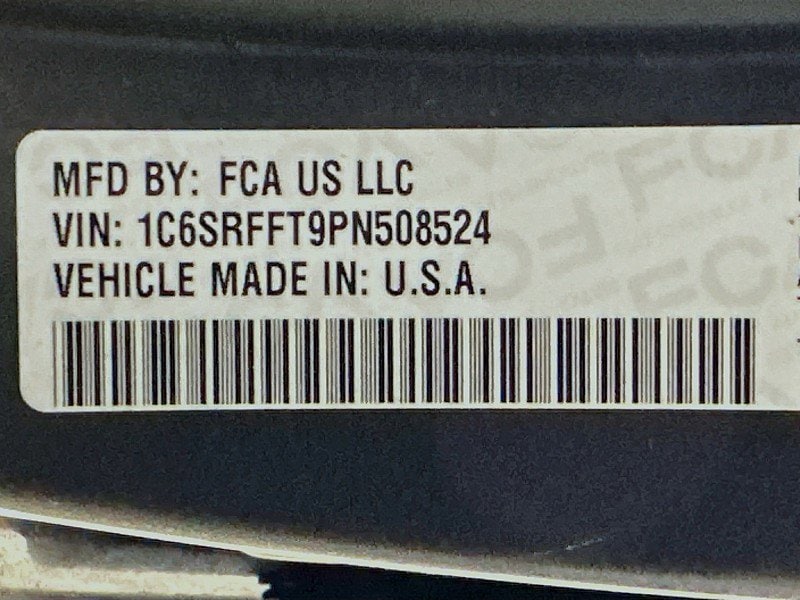 MFD BY: FCA US LLC
VIN: 1C6SRFFT9PN508524
VEHICLE MADE IN: U.S.A.